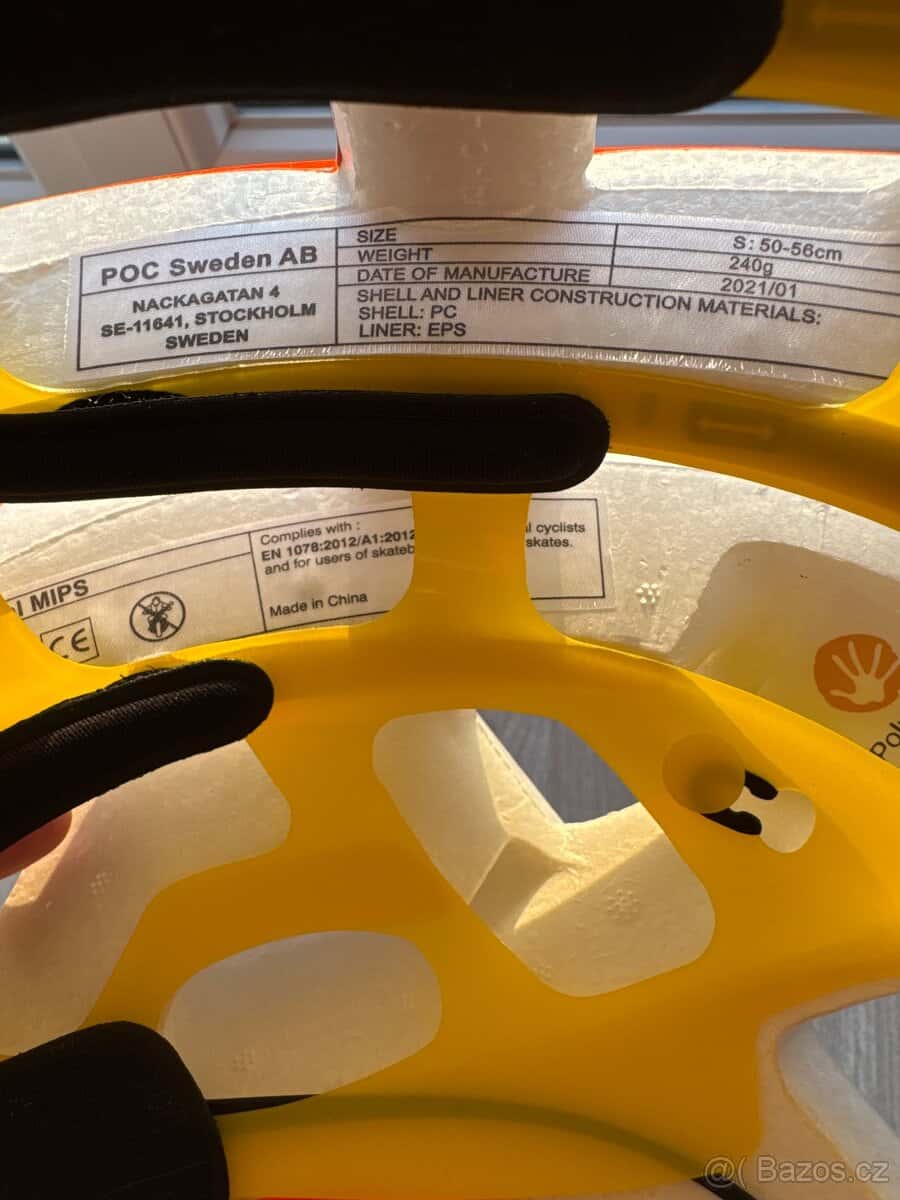 POC Sweden AB
NACKAGATAN 4
SE-11641, STOCKHOLM
SWEDEN
SIZE S: 50-56cm
WEIGHT 240g
DATE OF MANUFACTURE 2021/01
SHELL AND LINER CONSTRUCTION MATERIALS:
SHELL: PC
LINER: EPS
MIPS
CE
Complies with :
EN 1078:2012/A1:2012 cyclists
and for users of skateb skates.
Made in China
@( Bazos.cz